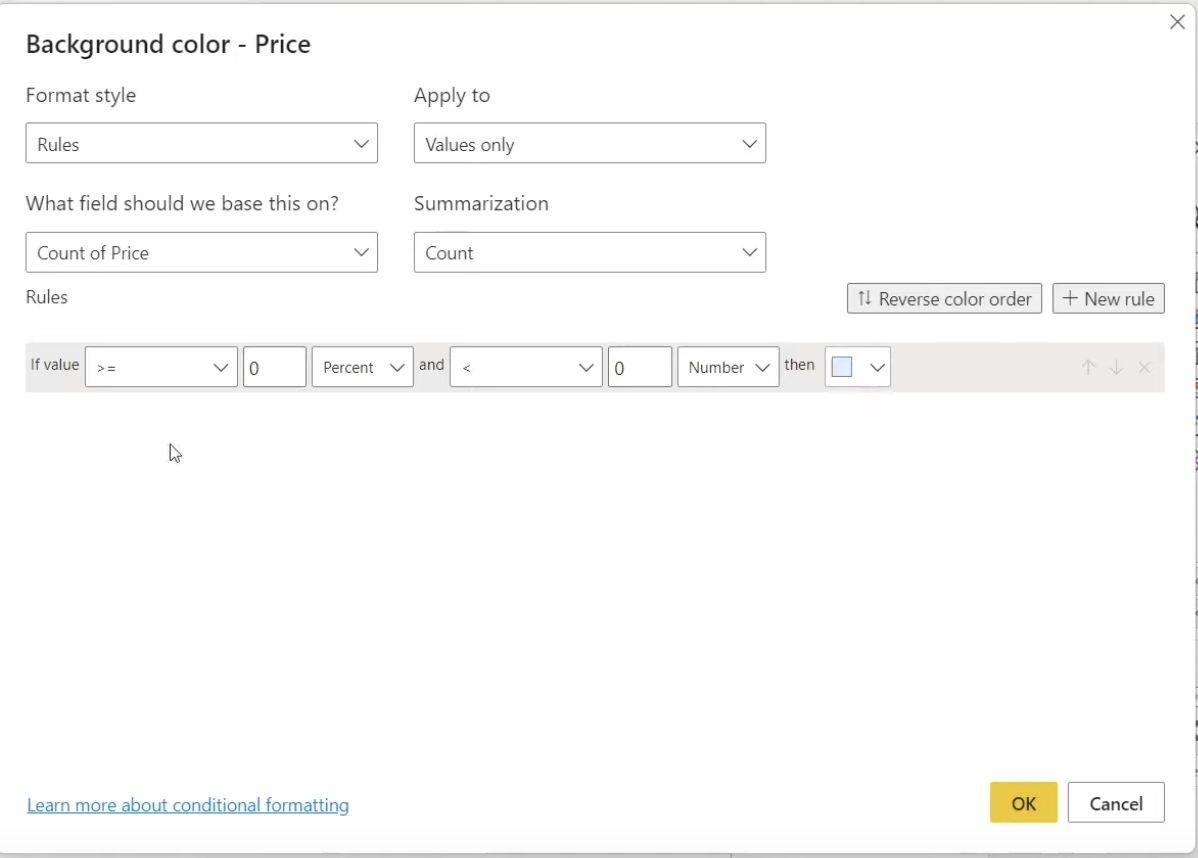 Background color - Price
Format style Apply to
Rules Values only
What field should we base this on? Summarization
Count of Price Count
Rules Reverse color order + New rule
If value >= 0 Percent and < 0 Number then
Learn more about conditional formatting OK Cancel